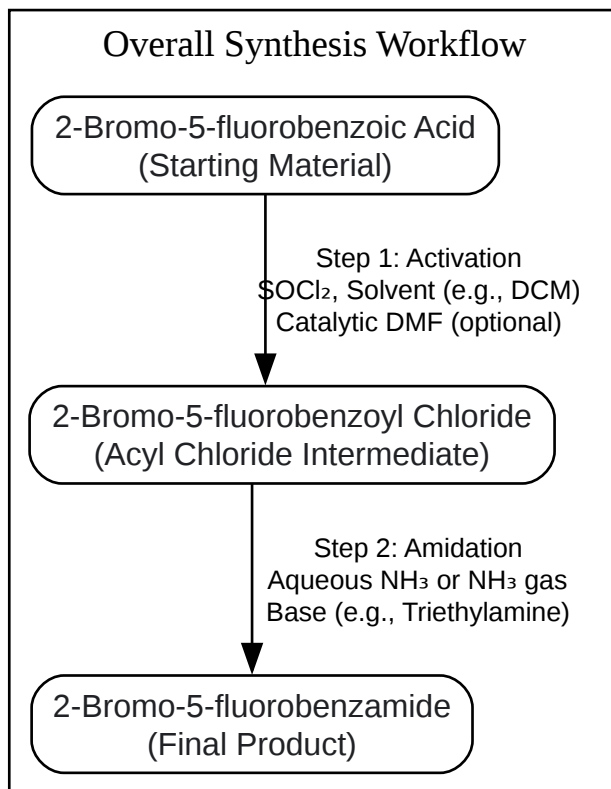 Overall Synthesis Workflow
2-Bromo-5-fluorobenzoic Acid
(Starting Material)
Step 1: Activation
SOCl₂, Solvent (e.g., DCM)
Catalytic DMF (optional)
2-Bromo-5-fluorobenzoyl Chloride
(Acyl Chloride Intermediate)
Step 2: Amidation
Aqueous NH₃ or NH₃ gas
Base (e.g., Triethylamine)
2-Bromo-5-fluorobenzamide
(Final Product)